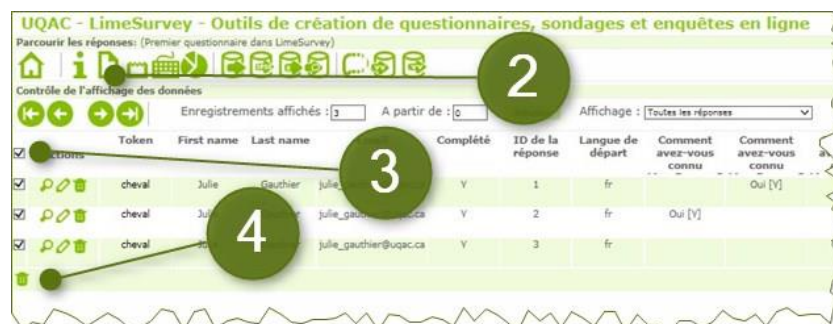 UQAC - LimeSurvey - Outils de création de questionnaires, sondages et enquêtes en ligne
Parcourir les réponses: (Premier questionnaire dans LimeSurvey)
2
Contrôle de l'affichage des données
Enregistrements affichés : 3 A partir de : 0 Affichage : Toutes les réponses
Token First name Last name Complété ID de la réponse Langue de départ Comment avez-vous connu Comment avez-vous connu
3
cheval Julie Gauthier Y 1 fr Oui [Y]
cheval Y 2 fr Oui [Y]
4
cheval julie_gauthier@uqac.ca Y 3 fr